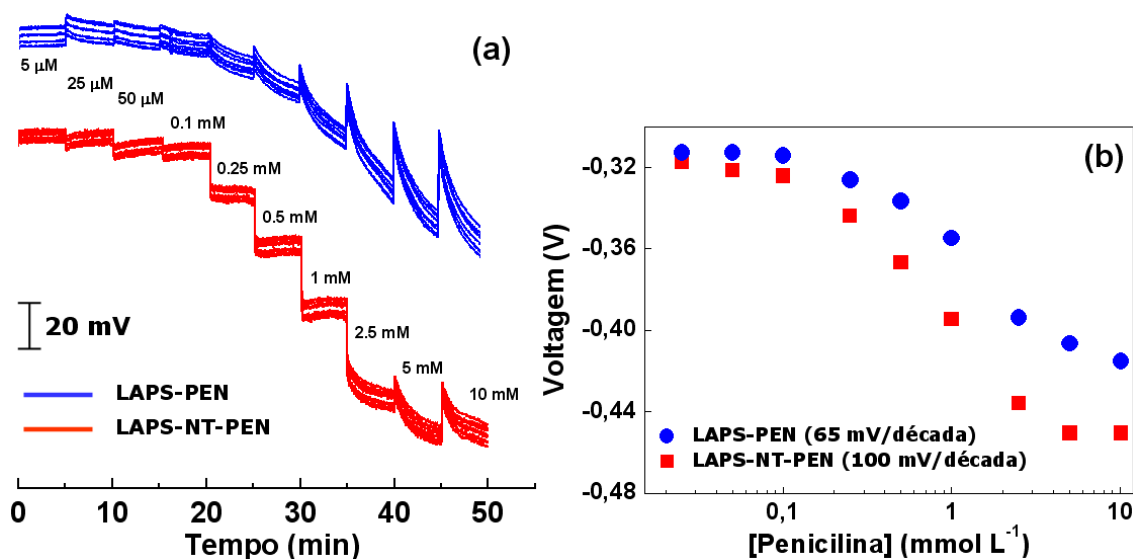 (a)
5 µM
25 µM
50 µM
0.1 mM
0.25 mM
0.5 mM
1 mM
2.5 mM
5 mM
10 mM
20 mV
LAPS-PEN
LAPS-NT-PEN
0 10 20 30 40 50
Tempo (min)
(b)
Voltagem (V)
-0,32
-0,36
-0,40
-0,44
-0,48
LAPS-PEN (65 mV/década)
LAPS-NT-PEN (100 mV/década)
0,1 1 10
[Penicilina] (mmol L⁻¹)